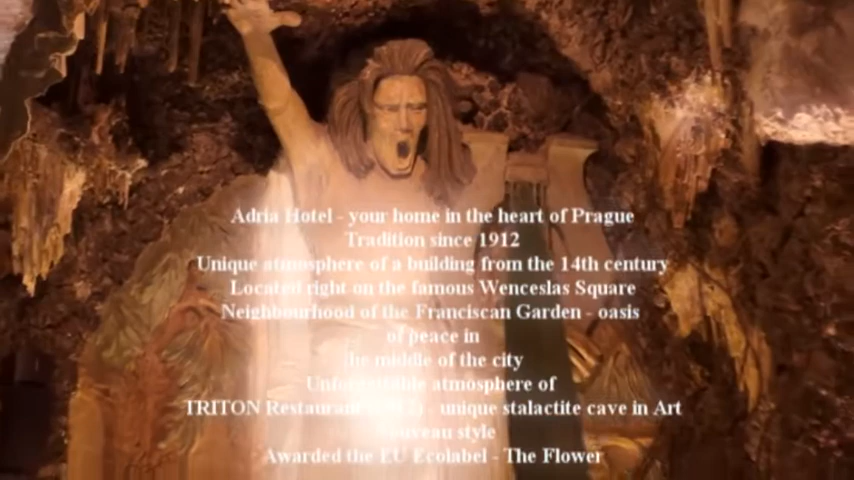 Adria Hotel - your home in the heart of Prague
Tradition since 1912
Unique atmosphere of a building from the 14th century
Located right on the famous Wenceslas Square
Neighbourhood of the Franciscan Garden - oasis
of peace in
the middle of the city
Unforgettable atmosphere of
TRITON Restaurant - unique stalactite cave in Art
Nouveau style
Awarded the EU Ecolabel - The Flower